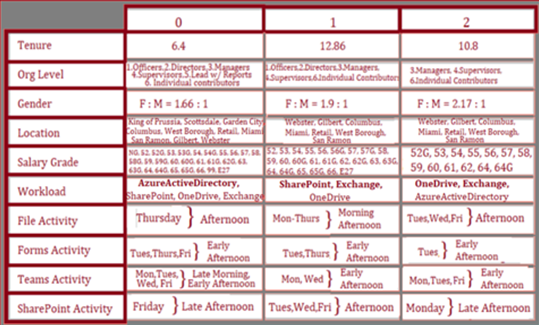 0 1 2
Tenure 6.4 12.86 10.8
Org Level
1.Officers,2.Directors,3.Managers
4.Supervisors,5.Lead w/ Reports
6. Individual contributors
1.Officers,2.Directors,3.Managers,
4.Supervisors,6.Individual Contributors
3.Managers, 4.Supervisors,
6.Individual Contributors
Gender F : M = 1.66 : 1 F : M = 1.9 : 1 F : M = 2.17 : 1
Location
King of Prussia, Scottsdale, Garden City
Columbus, West Borough, Retail, Miami
San Ramon, Gilbert, Webster
Webster, Gilbert, Columbus,
Miami, Retail, West Borough,
San Ramon
Webster, Gilbert, Columbus,
Miami, Retail, West Borough,
San Ramon
Salary Grade
N0, 52, 52G, 53, 53G, 54, 54G, 55, 56, 57, 58,
58G, 59, 59G, 60, 60G, 61, 61G, 62G, 63,
63G, 64, 64G, 65, 65G, 66, 99, E27
52, 53, 54, 55, 56, 56G, 57, 57G, 58,
59, 60, 60G, 61, 61G, 62, 62G, 63, 63G,
64, 64G, 65, 65G, 66, E27
52G, 53, 54, 55, 56, 57, 58,
59, 60, 61, 62, 64, 64G
Workload
AzureActiveDirectory,
SharePoint, OneDrive, Exchange
SharePoint, Exchange,
OneDrive
OneDrive, Exchange,
AzureActiveDirectory
File Activity
Thursday } Afternoon
Mon-Thurs } Morning
Afternoon
Tues,Wed,Fri } Afternoon
Forms Activity
Tues,Thurs,Fri } Early
Afternoon
Tues,Thurs } Early
Afternoon
Tues } Early
Afternoon
Teams Activity
Mon,Tues, } Late Morning,
Wed, Fri Early Afternoon
Mon, Wed } Early
Afternoon
Mon,Tues,Fri } Early
Afternoon
SharePoint Activity
Friday } Late Afternoon
Tues,Wed,Fri } Afternoon
Monday } Late Afternoon